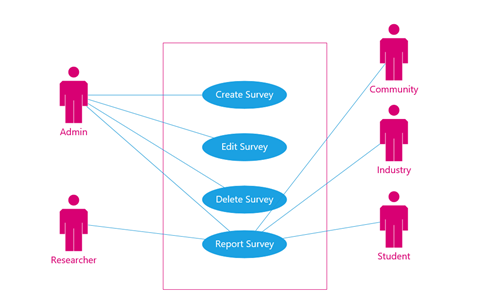 Create Survey
Community
Admin
Edit Survey
Industry
Delete Survey
Report Survey
Researcher
Student